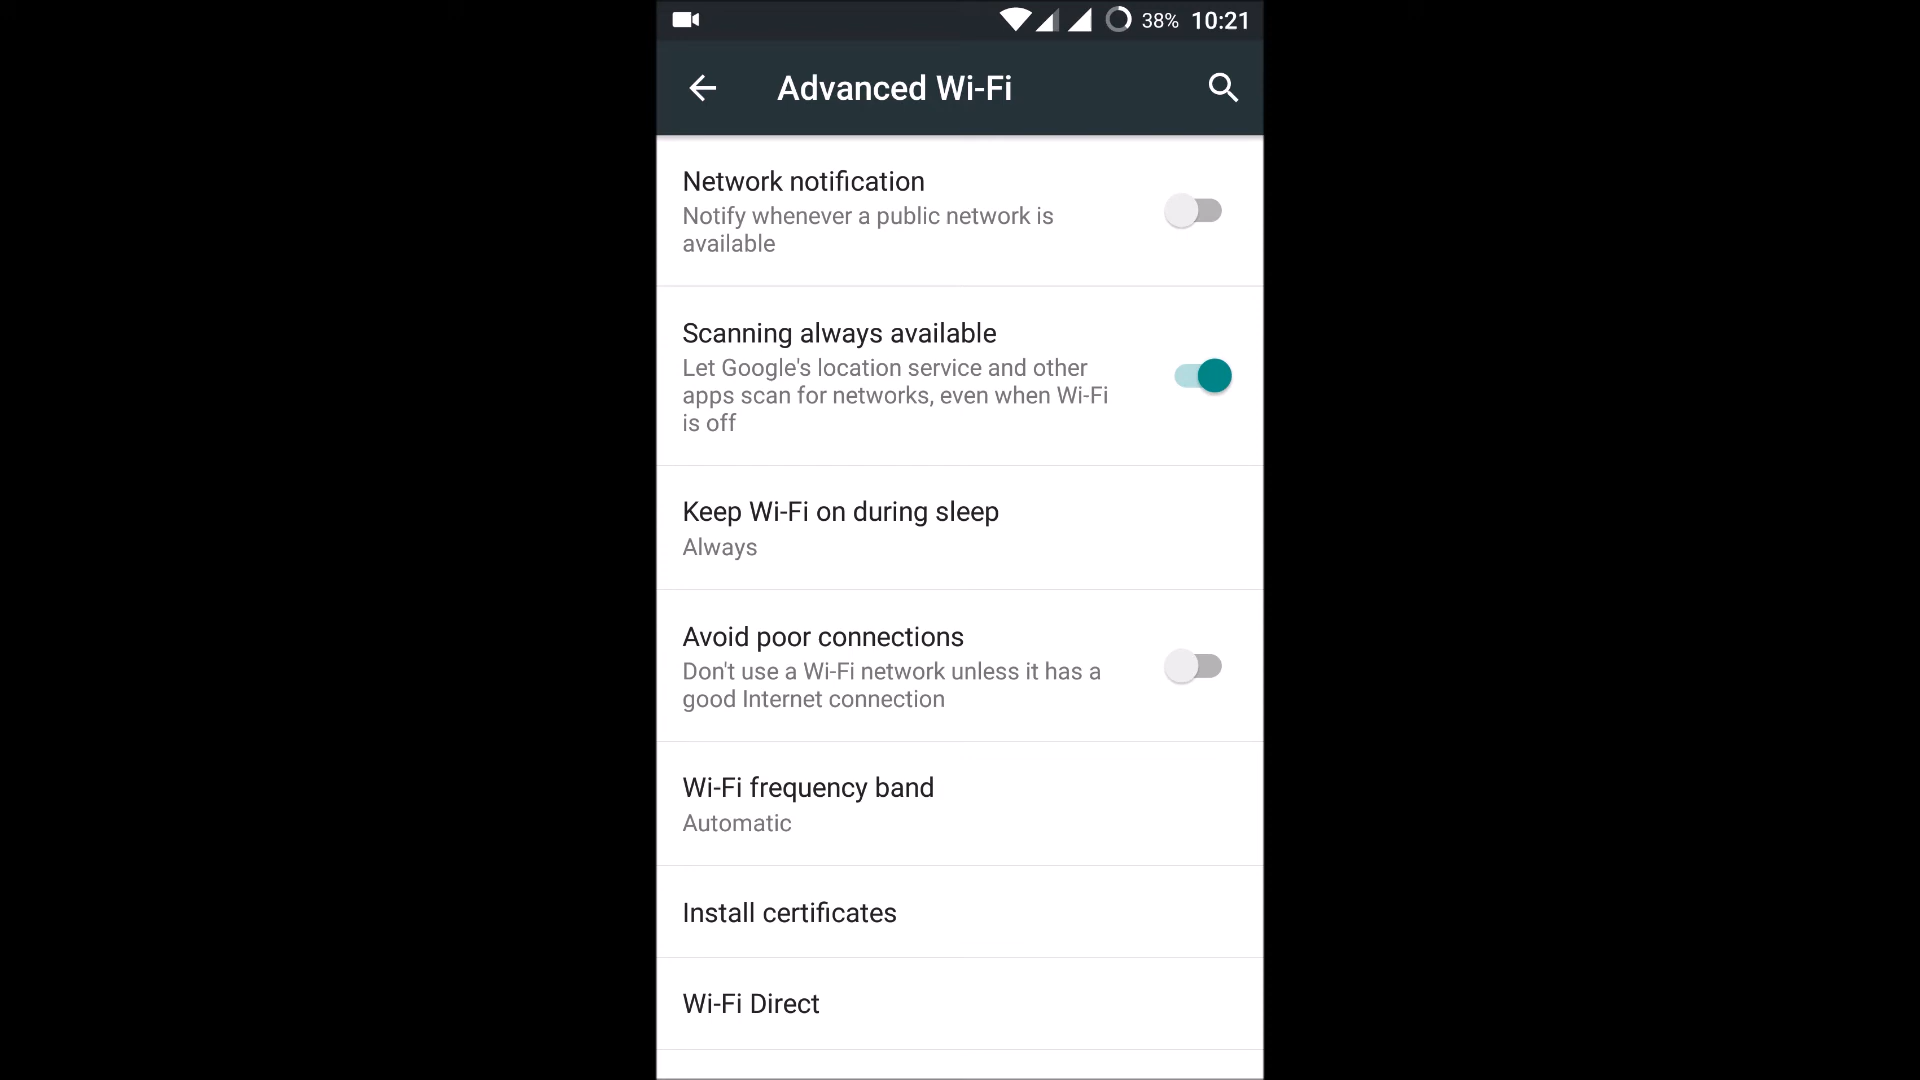 38% 10:21
Advanced Wi-Fi
Network notification
Notify whenever a public network is
available
Scanning always available
Let Google's location service and other
apps scan for networks, even when Wi-Fi
is off
Keep Wi-Fi on during sleep
Always
Avoid poor connections
Don't use a Wi-Fi network unless it has a
good Internet connection
Wi-Fi frequency band
Automatic
Install certificates
Wi-Fi Direct